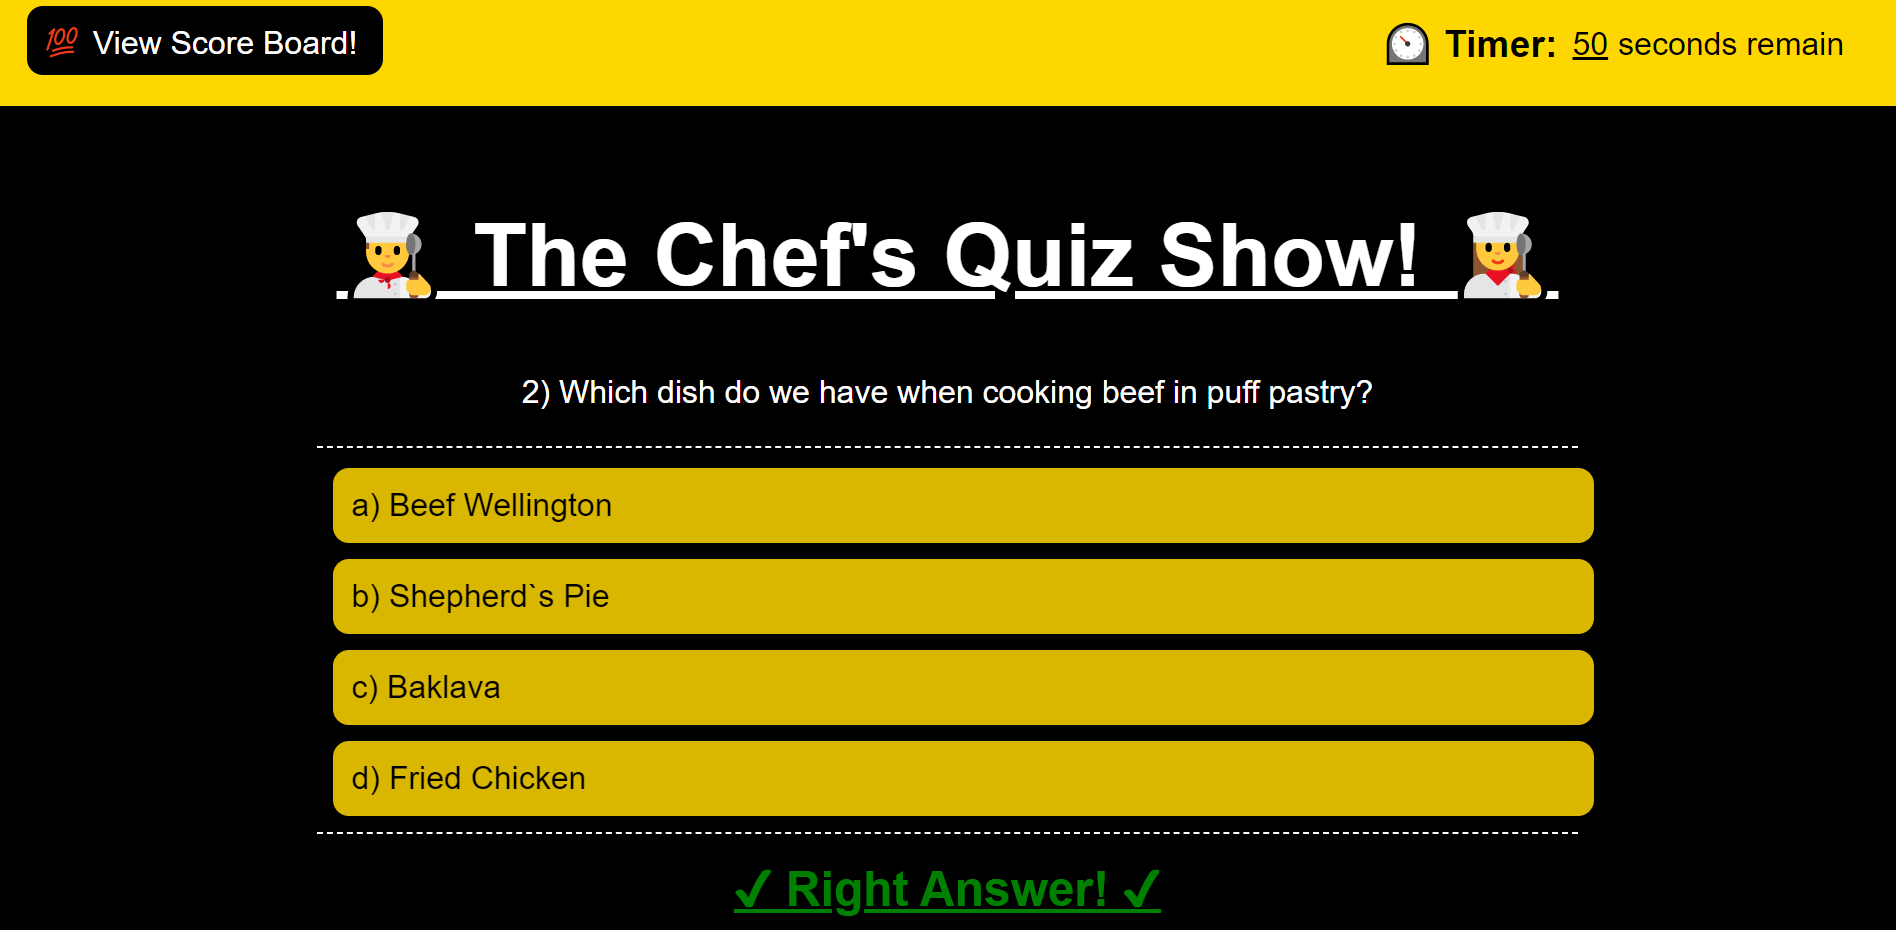 💯 View Score Board!
Timer: 50 seconds remain
The Chef's Quiz Show!
2) Which dish do we have when cooking beef in puff pastry?
a) Beef Wellington
b) Shepherd`s Pie
c) Baklava
d) Fried Chicken
✓ Right Answer! ✓